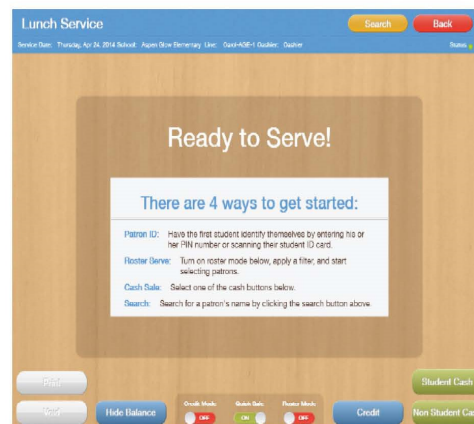 Lunch Service
Search
Back
Service Date: Thursday, Apr 24, 2014 School: Aspen Glow Elementary Line: Cashier: Cashier
Status:
Ready to Serve!
There are 4 ways to get started:
Patron ID: Have the first student identify themselves by entering his or
her PIN number or scanning their student ID card.
Roster Serve: Turn on roster mode below, apply a filter, and start
selecting patrons.
Cash Sale: Select one of the cash buttons below.
Search: Search for a patron's name by clicking the search button above.
Student Cash
Credit Mode
Quick Sale
Roster Mode
Void
Hide Balance
OFF
ON
OFF
Credit
Non Student Cas